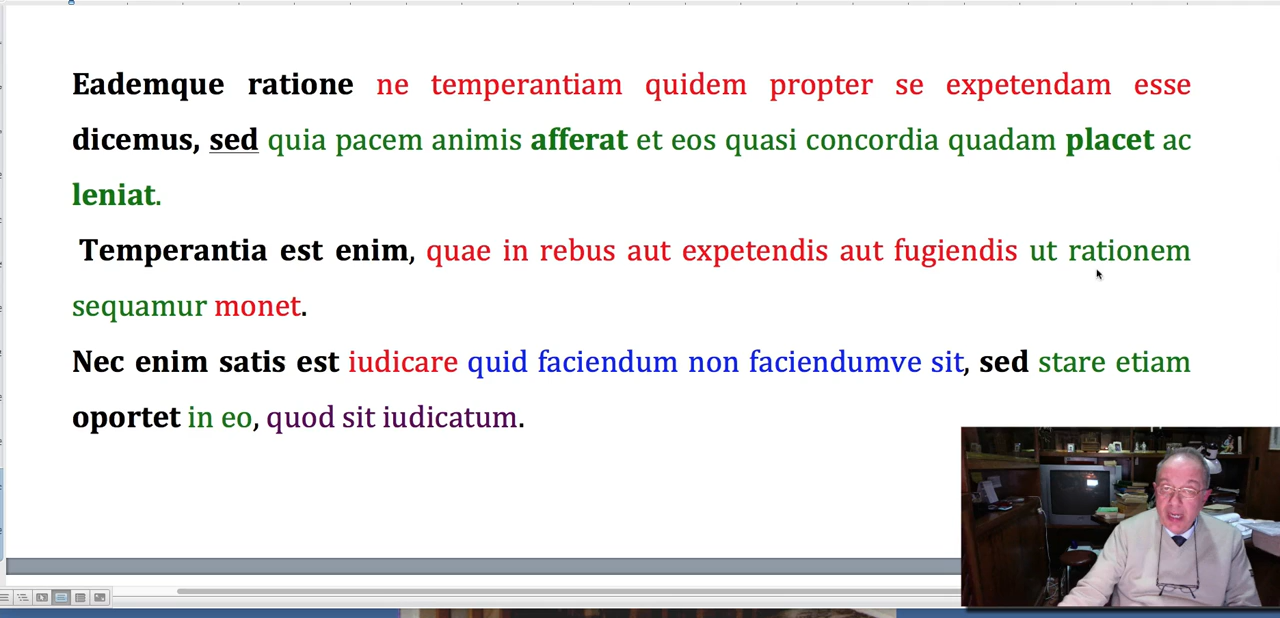 Eademque ratione ne temperantiam quidem propter se expetendam esse
dicemus, sed quia pacem animis afferat et eos quasi concordia quadam placet ac
leniat.
Temperantia est enim, quae in rebus aut expetendis aut fugiendis ut rationem
sequamur monet.
Nec enim satis est iudicare quid faciendum non faciendumve sit, sed stare etiam
oportet in eo, quod sit iudicatum.